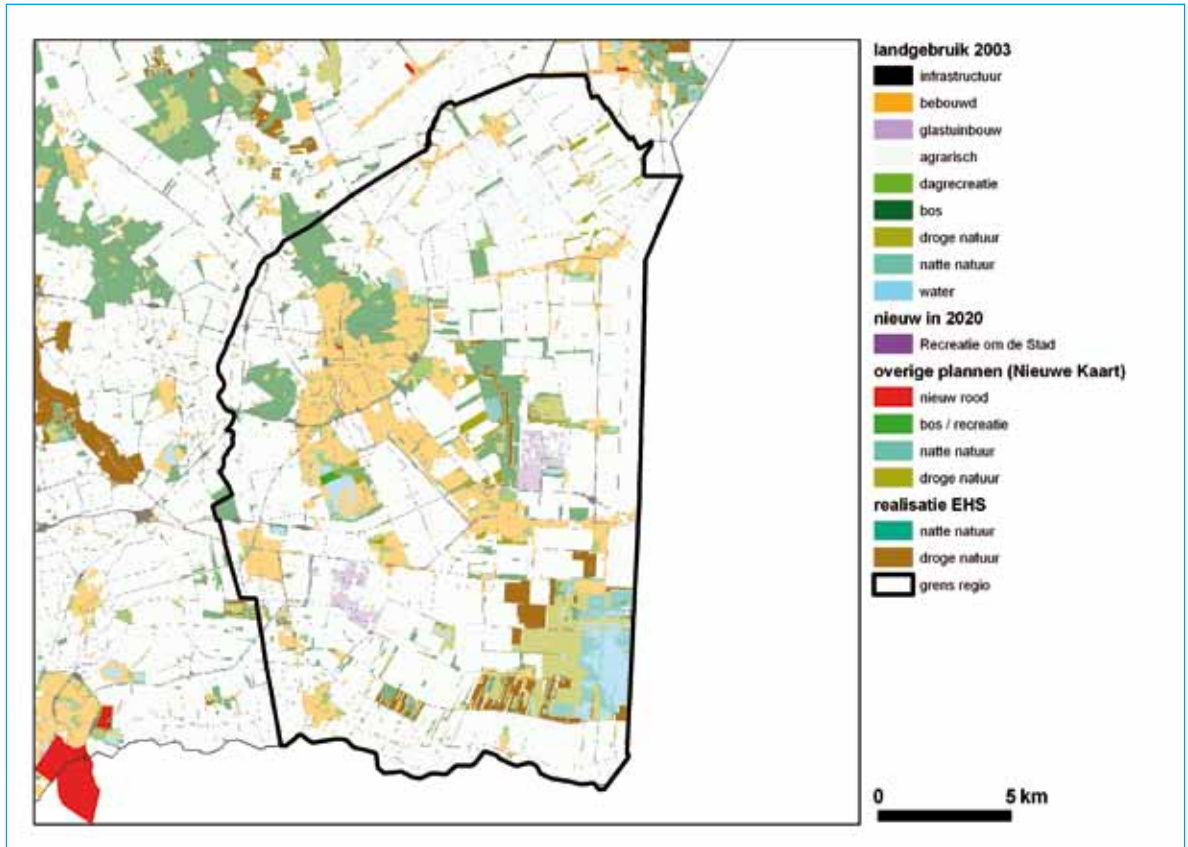 landgebruik 2003
infrastructuur
bebouwd
glastuinbouw
agrarisch
dagrecreatie
bos
droge natuur
natte natuur
water
nieuw in 2020
Recreatie om de Stad
overige plannen (Nieuwe Kaart)
nieuw rood
bos / recreatie
natte natuur
droge natuur
realisatie EHS
natte natuur
droge natuur
grens regio
0 5 km